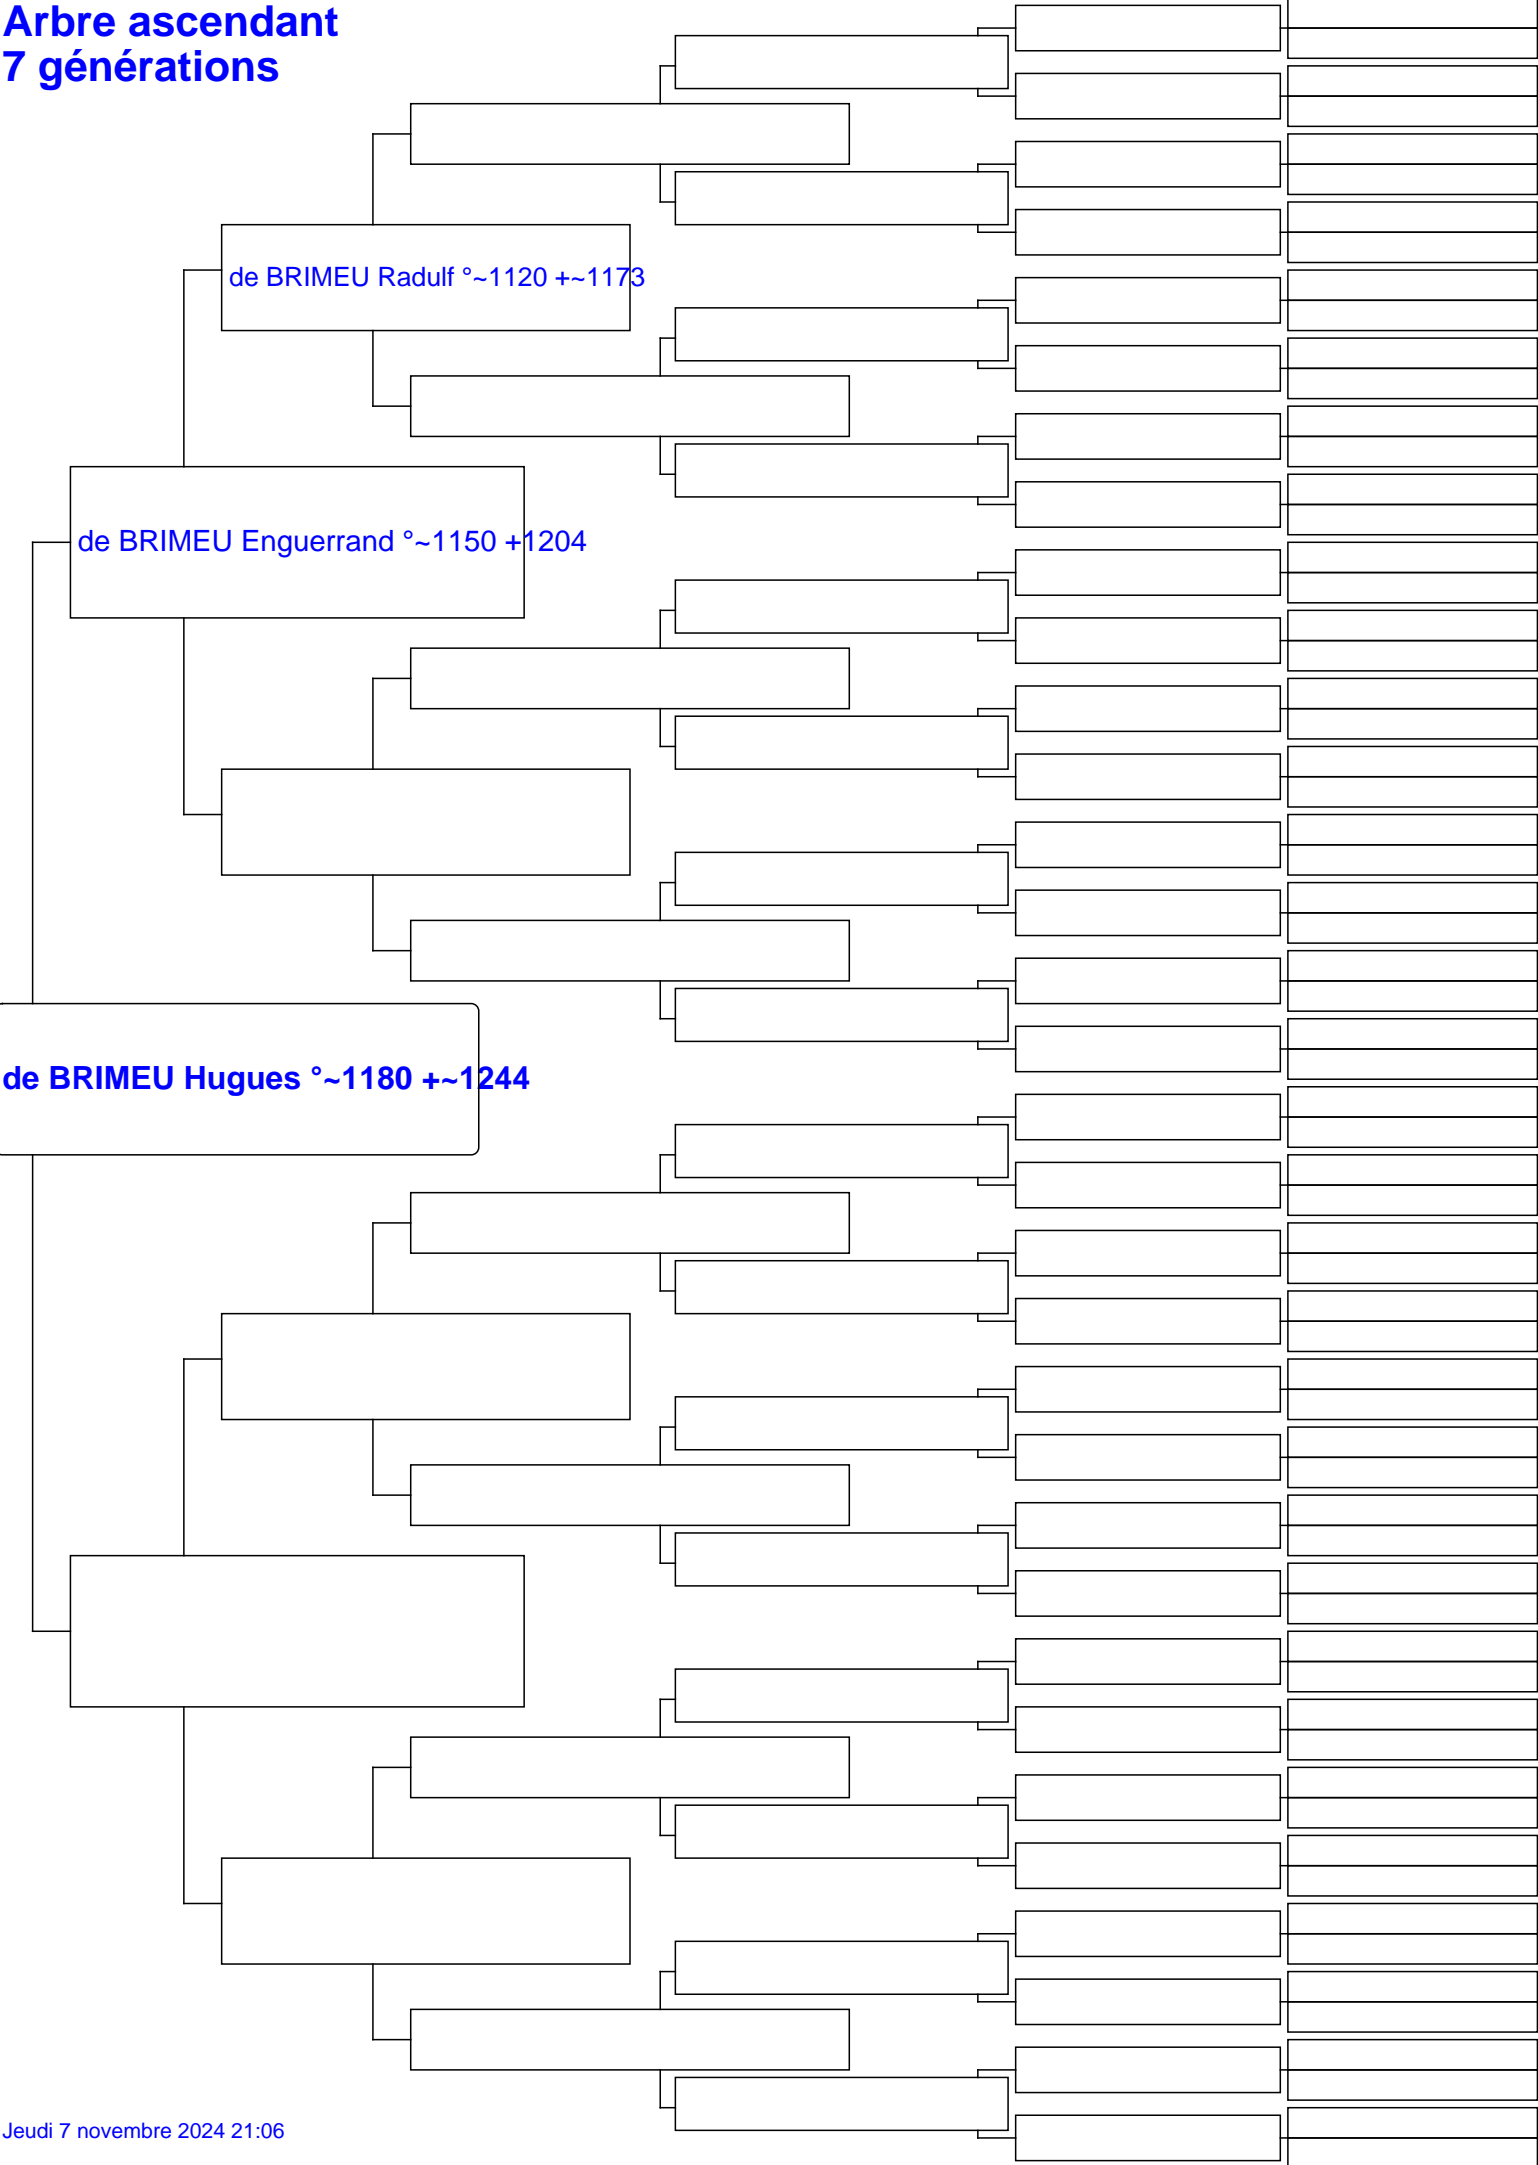 Arbre ascendant
7 générations
de BRIMEU Radulf °~1120 +~1173
de BRIMEU Enguerrand °~1150 +1204
de BRIMEU Hugues °~1180 +~1244
Jeudi 7 novembre 2024 21:06